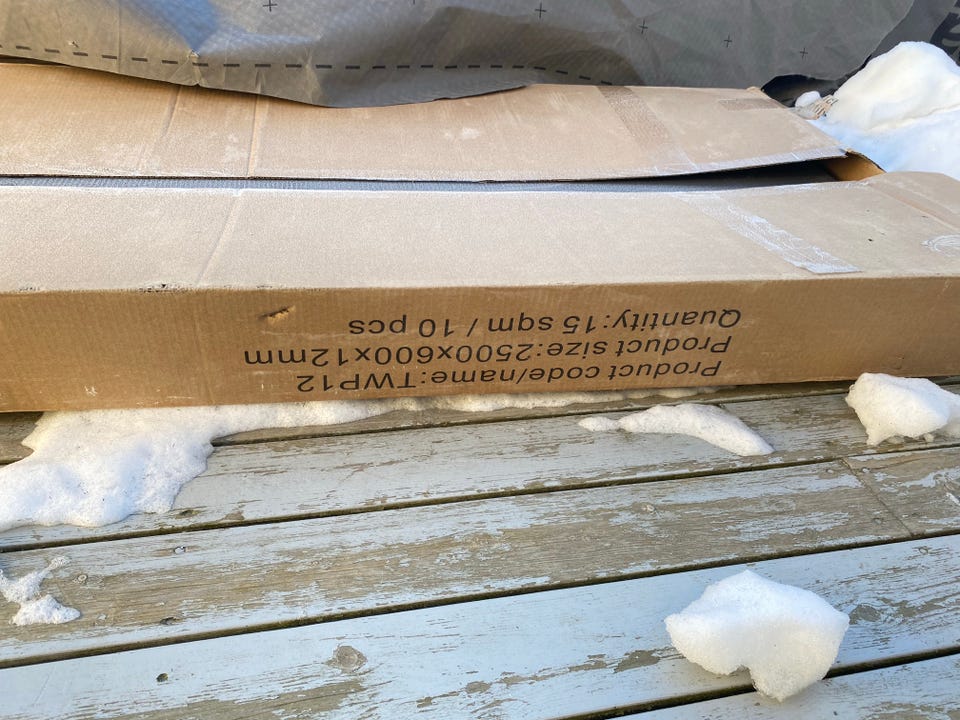 Product code/name:TWP12
Product size:2500x600x12mm
Quantity:15 sqm / 10 pcs